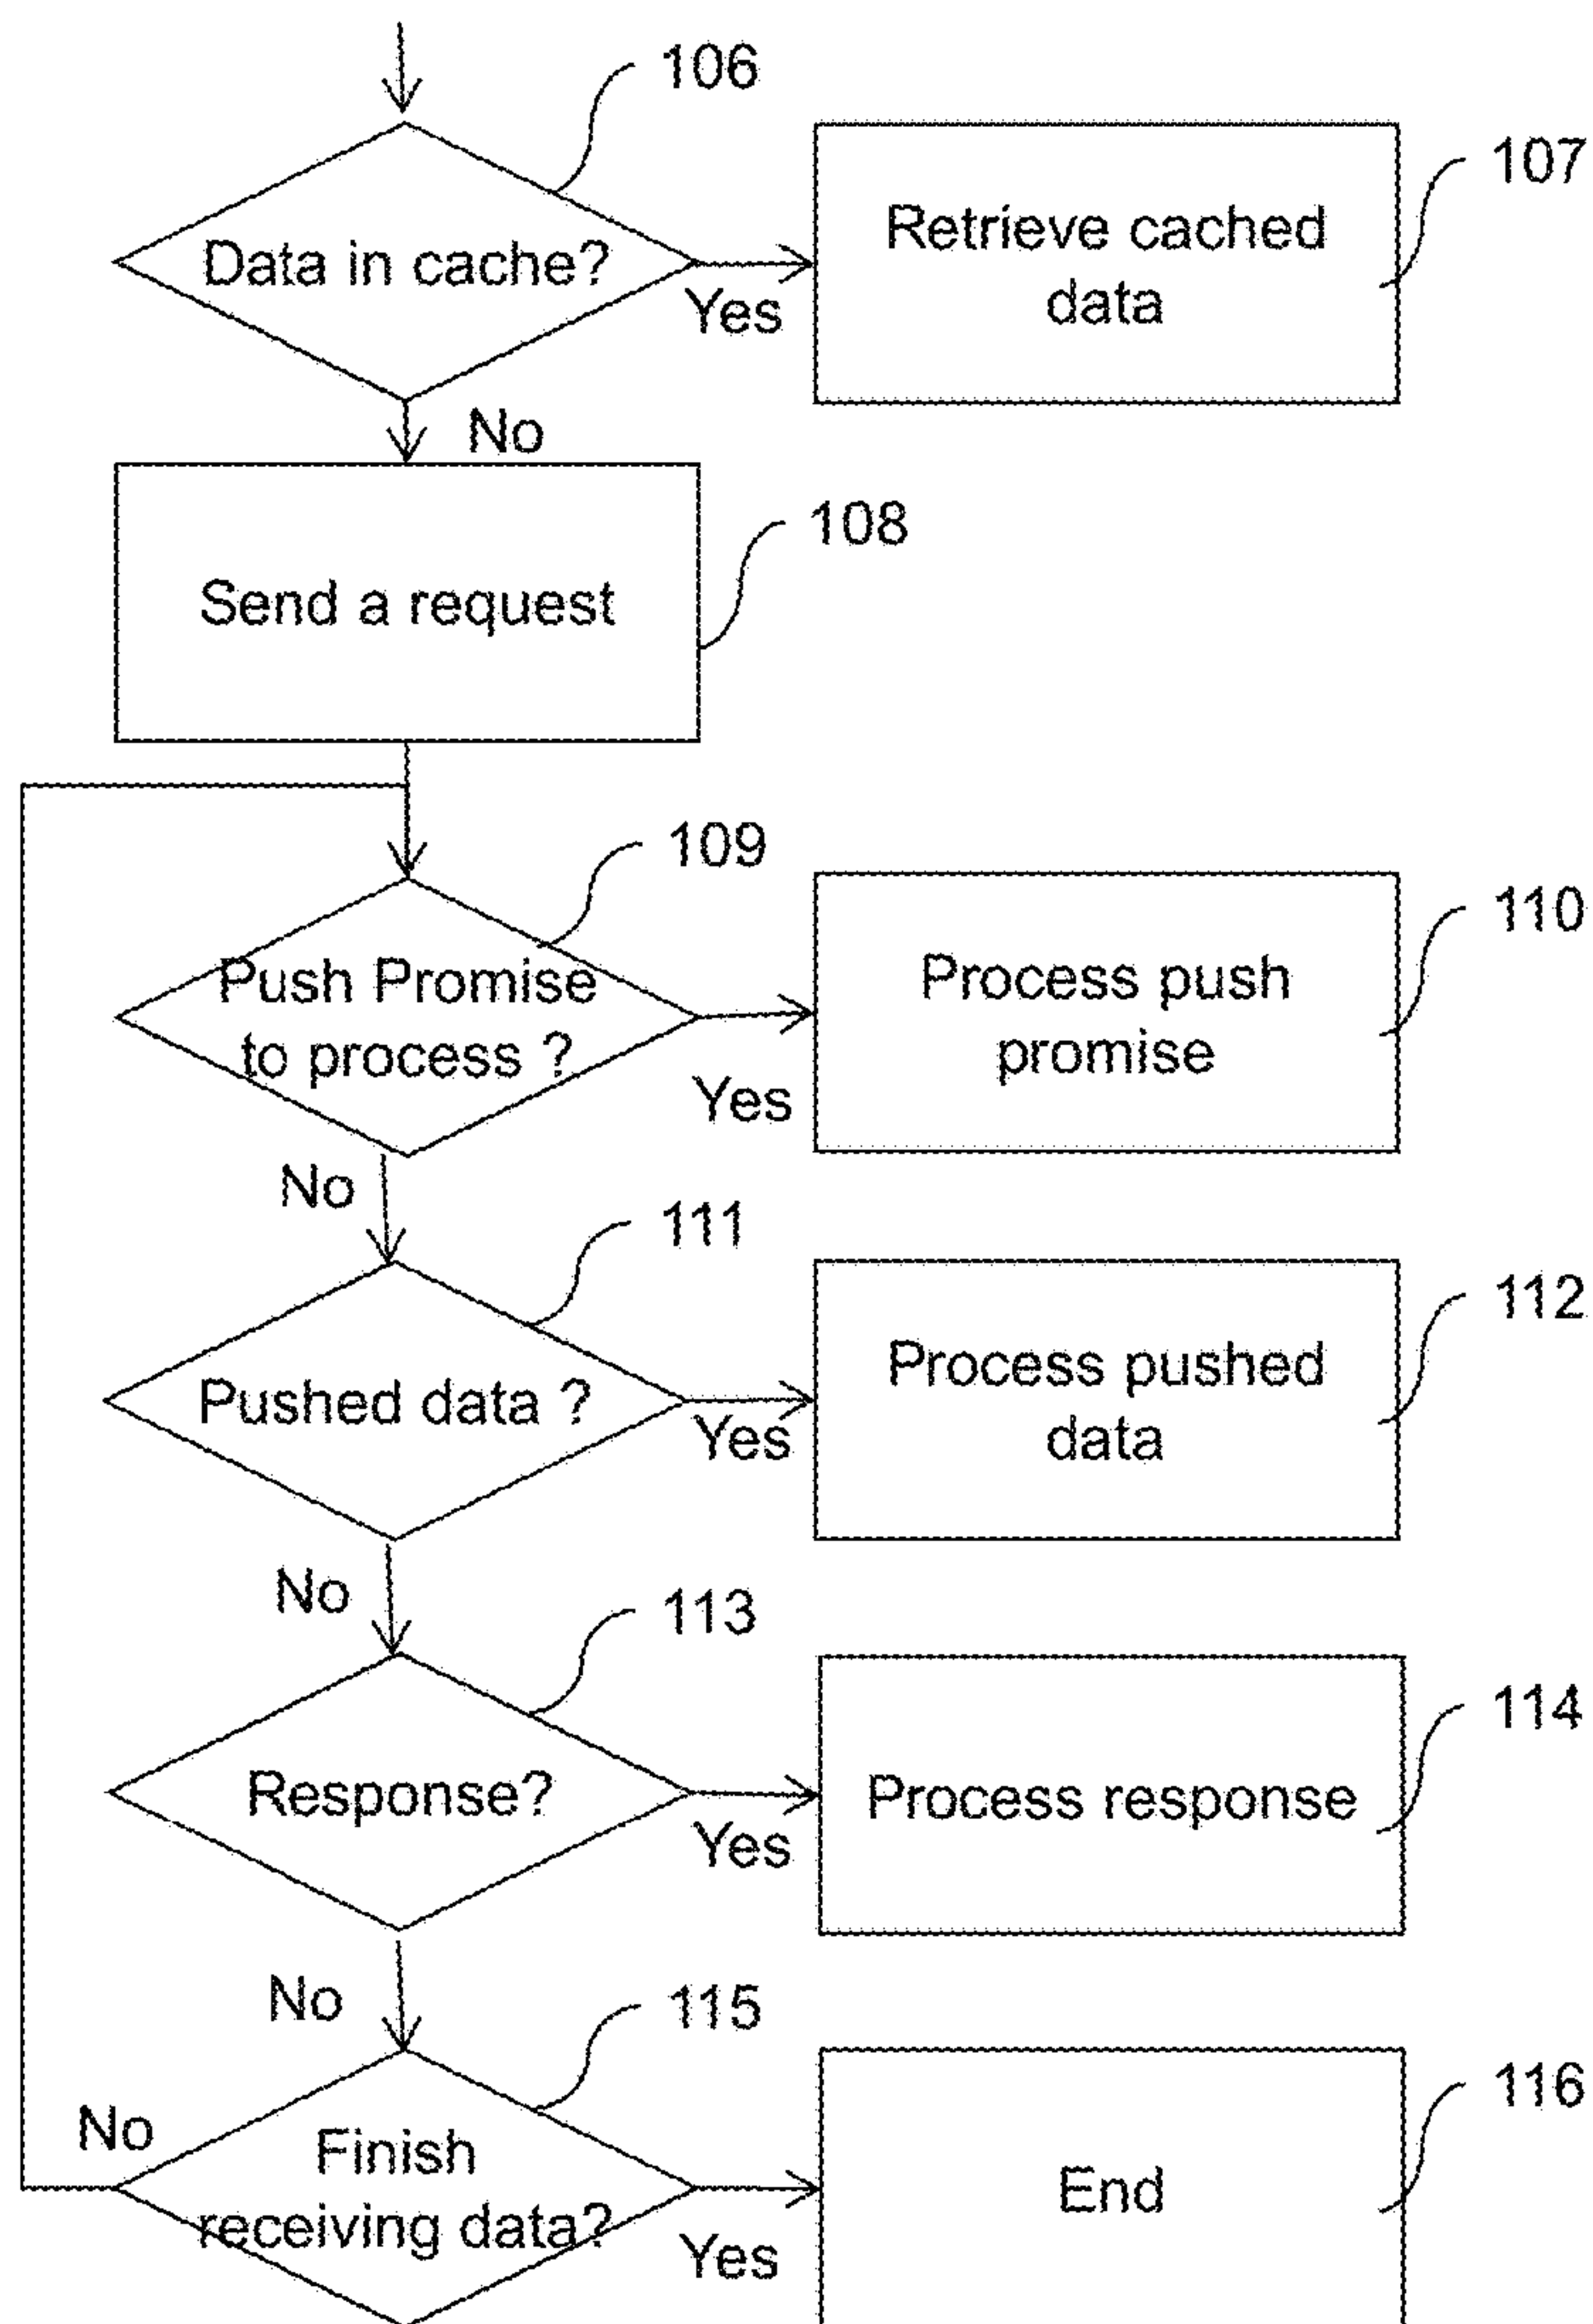 106
Data in cache?
Yes
Retrieve cached
data
107
No
Send a request
108
109
Push Promise
to process ?
Yes
Process push
promise
110
No
111
Pushed data ?
Yes
Process pushed
data
112
No
113
Response?
Yes
Process response
114
No
115
No
Finish
receiving data?
Yes
End
116